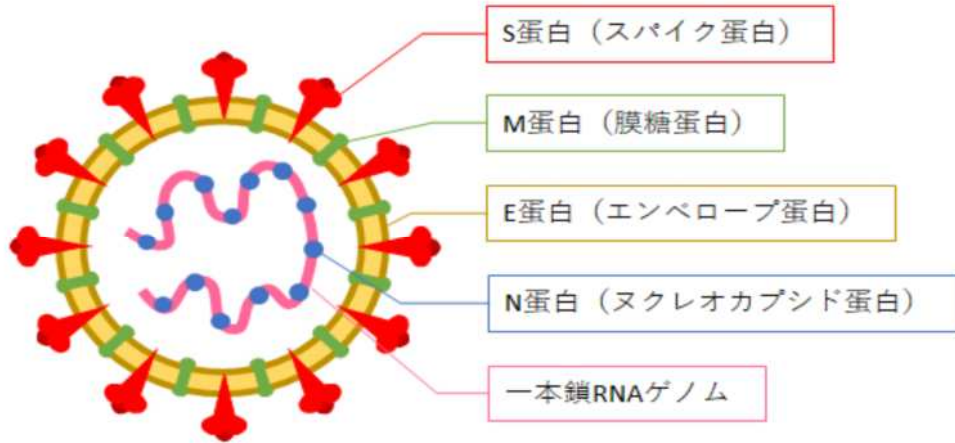 S蛋白（スパイク蛋白）
M蛋白（膜糖蛋白）
E蛋白（エンベロープ蛋白）
N蛋白（ヌクレオカプシド蛋白）
一本鎖RNAゲノム